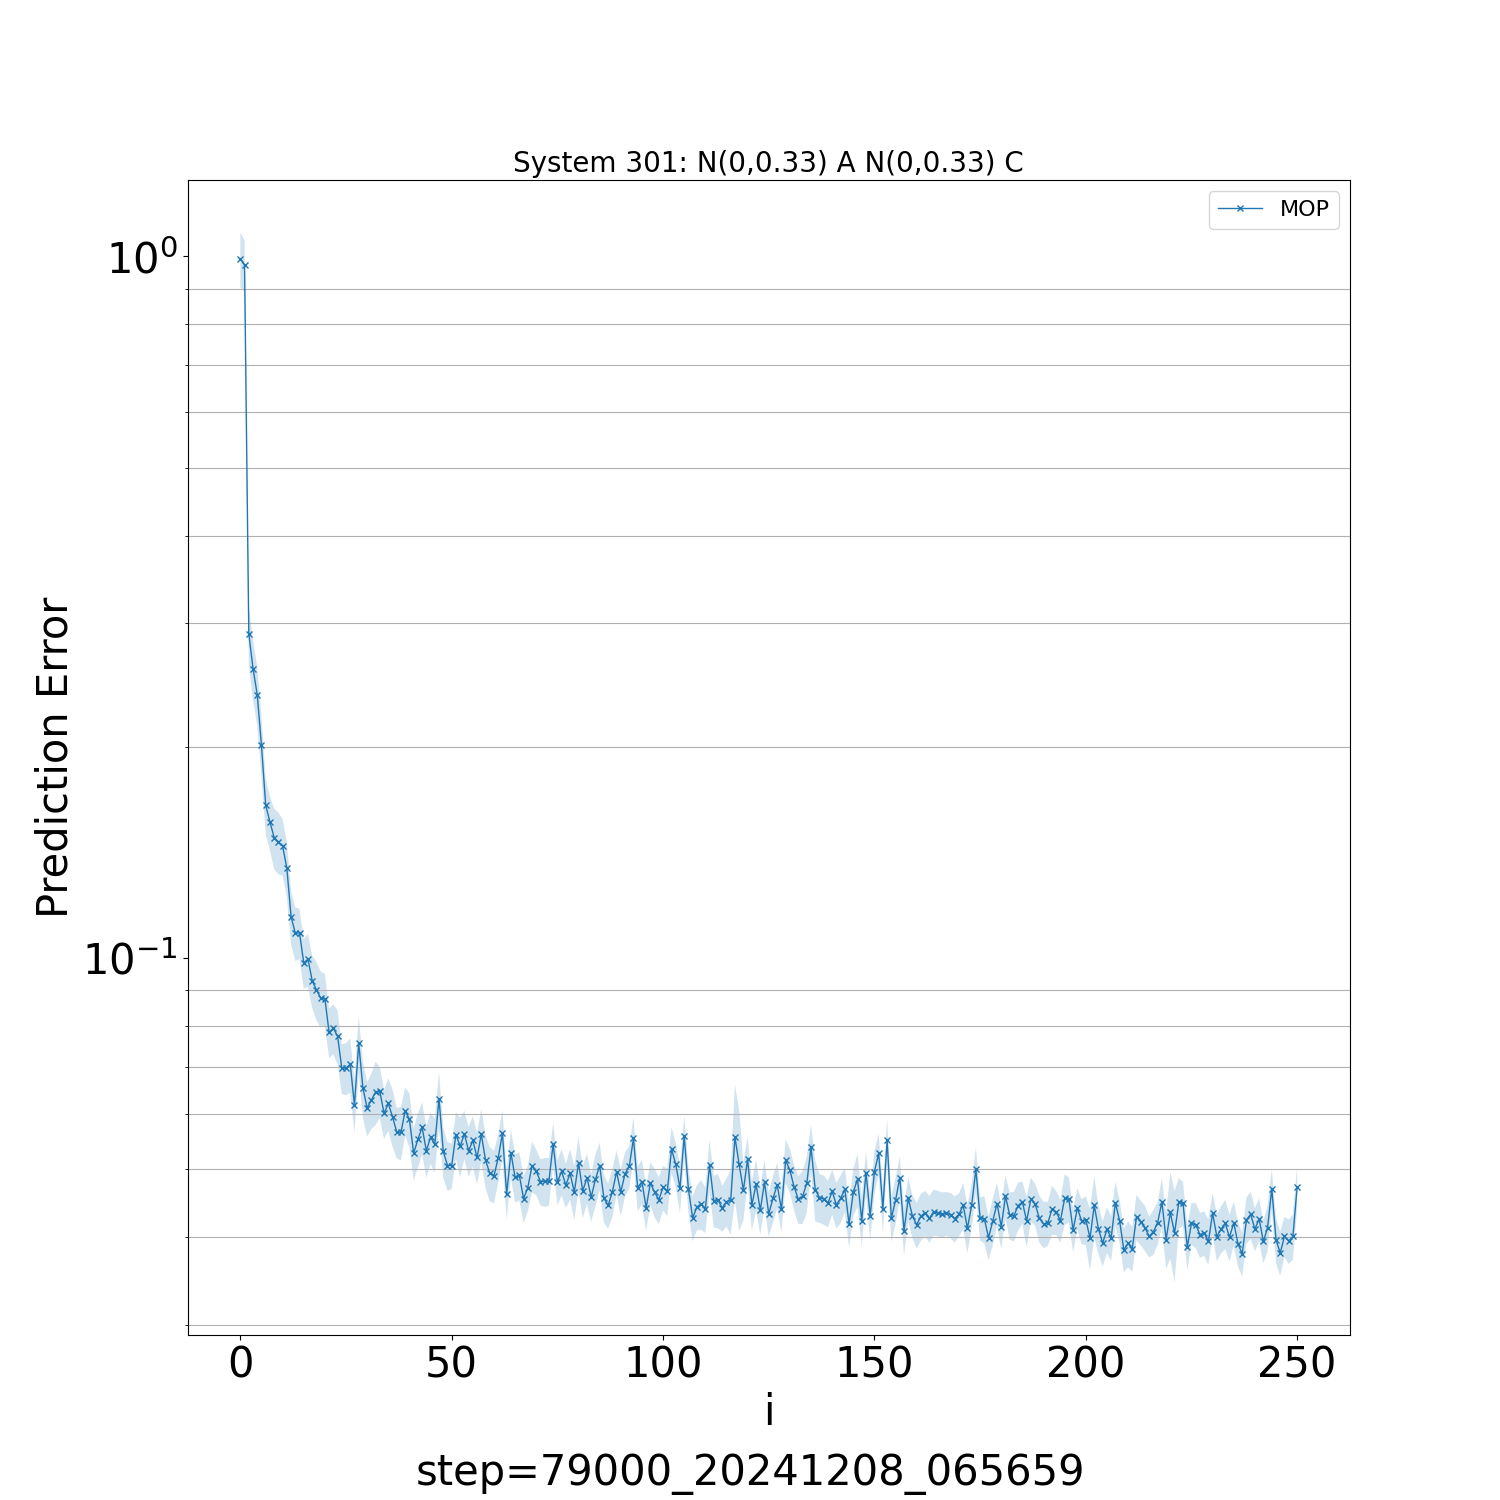 System 301: N(0,0.33) A N(0,0.33) C
MOP
10⁰
10⁻¹
Prediction Error
0 50 100 150 200 250
i
step=79000_20241208_065659